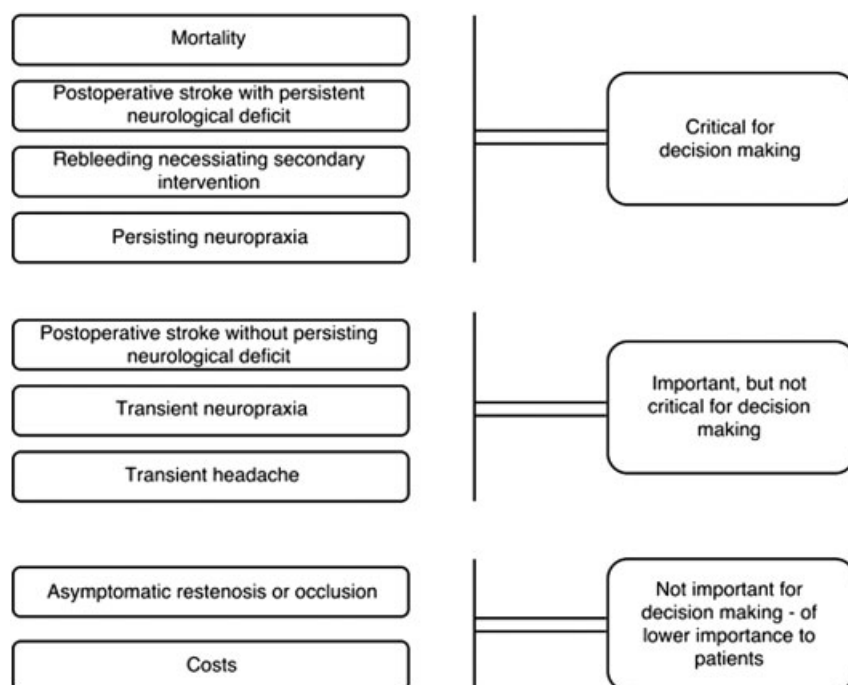 Mortality
Postoperative stroke with persistent
neurological deficit
Rebleeding necessiating secondary
intervention
Persisting neuropraxia
Critical for
decision making
Postoperative stroke without persisting
neurological deficit
Transient neuropraxia
Transient headache
Important, but not
critical for decision
making
Asymptomatic restenosis or occlusion
Costs
Not important for
decision making - of
lower importance to
patients